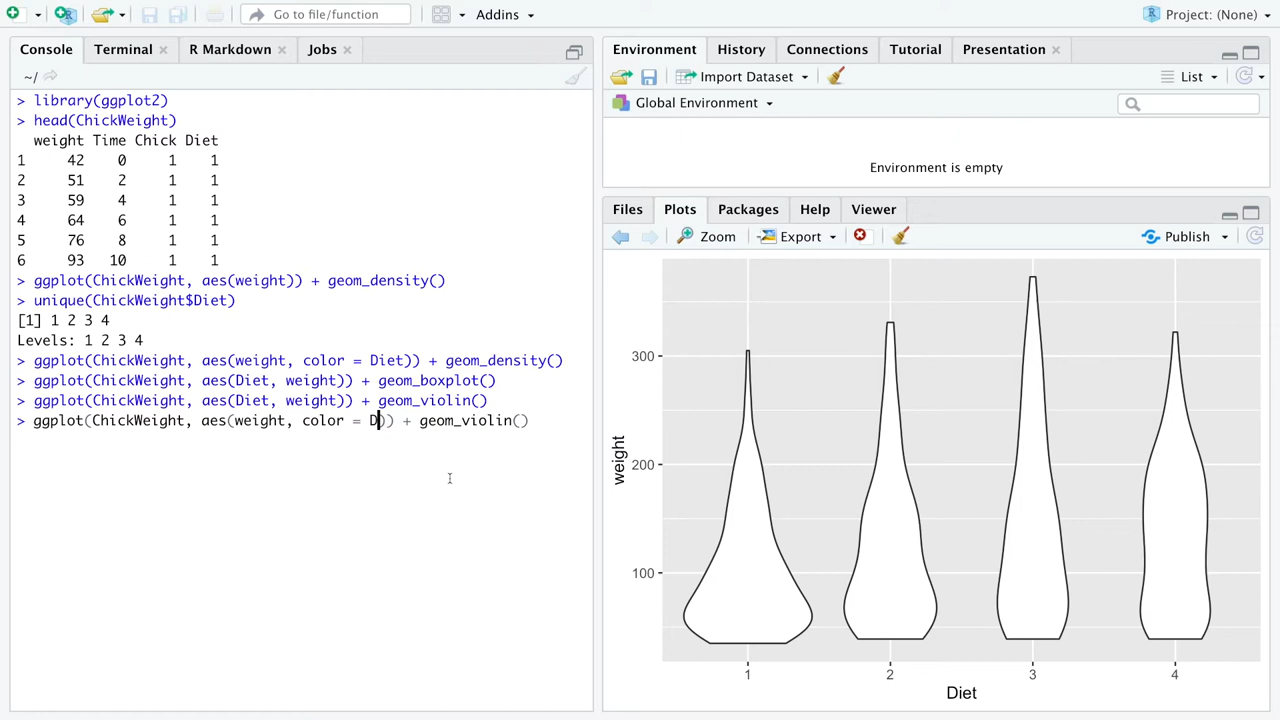 Go to file/function
Addins
Project: (None)
Console Terminal R Markdown Jobs
~/
> library(ggplot2)
> head(ChickWeight)
weight Time Chick Diet
1 42 0 1 1
2 51 2 1 1
3 59 4 1 1
4 64 6 1 1
5 76 8 1 1
6 93 10 1 1
> ggplot(ChickWeight, aes(weight)) + geom_density()
> unique(ChickWeight$Diet)
[1] 1 2 3 4
Levels: 1 2 3 4
> ggplot(ChickWeight, aes(weight, color = Diet)) + geom_density()
> ggplot(ChickWeight, aes(Diet, weight)) + geom_boxplot()
> ggplot(ChickWeight, aes(Diet, weight)) + geom_violin()
> ggplot(ChickWeight, aes(weight, color = D)) + geom_violin()
Environment History Connections Tutorial Presentation
Import Dataset
List
R Global Environment
Environment is empty
Files Plots Packages Help Viewer
Zoom Export Publish
300
200
100
weight
1 2 3 4
Diet